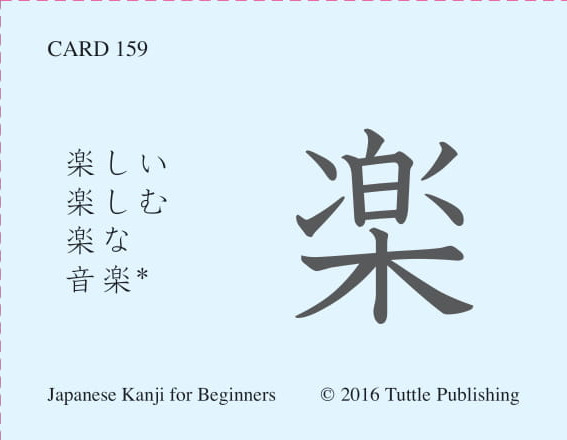 CARD 159
楽しい
楽しむ
楽な
音楽*
楽
Japanese Kanji for Beginners
© 2016 Tuttle Publishing